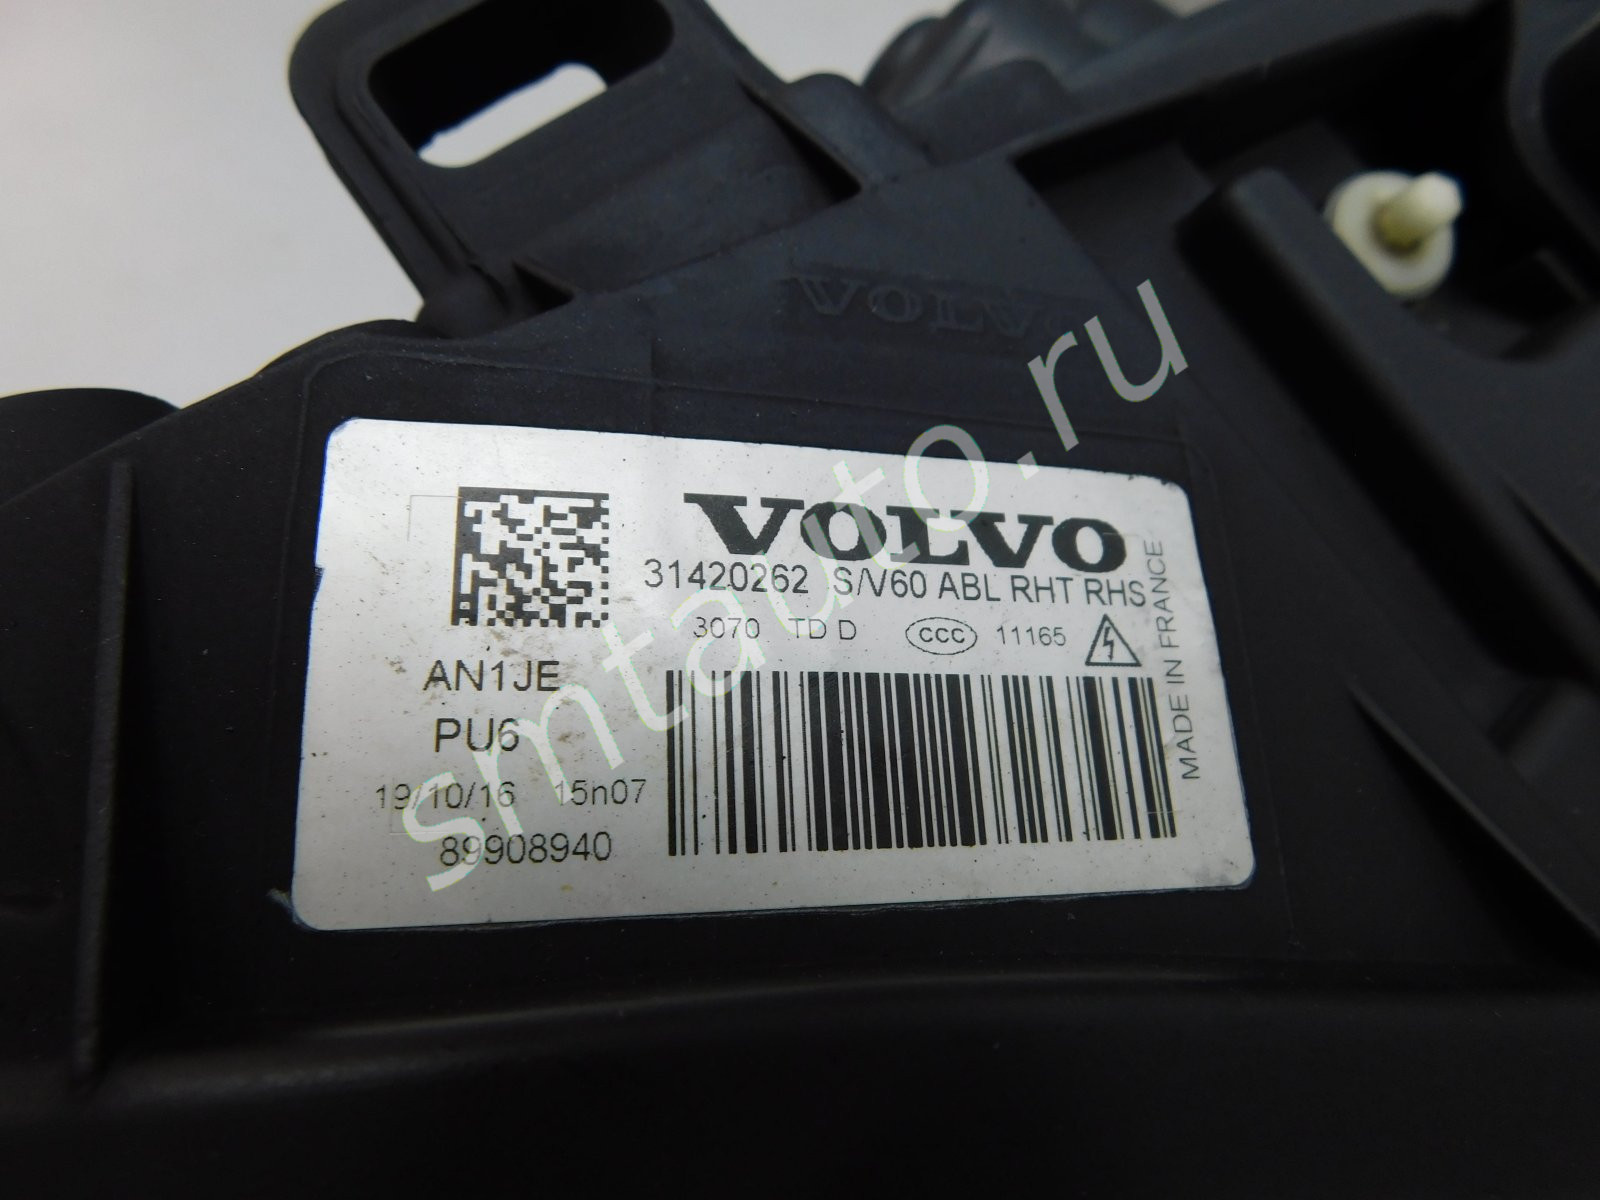 VOLVO
VOLVO
31420262 S/V60 ABL RHT RHS
3070 TD D CCC 11165
MADE IN FRANCE
AN1JE
PU6
19/10/16 15h07
89908940
smtauto.ru